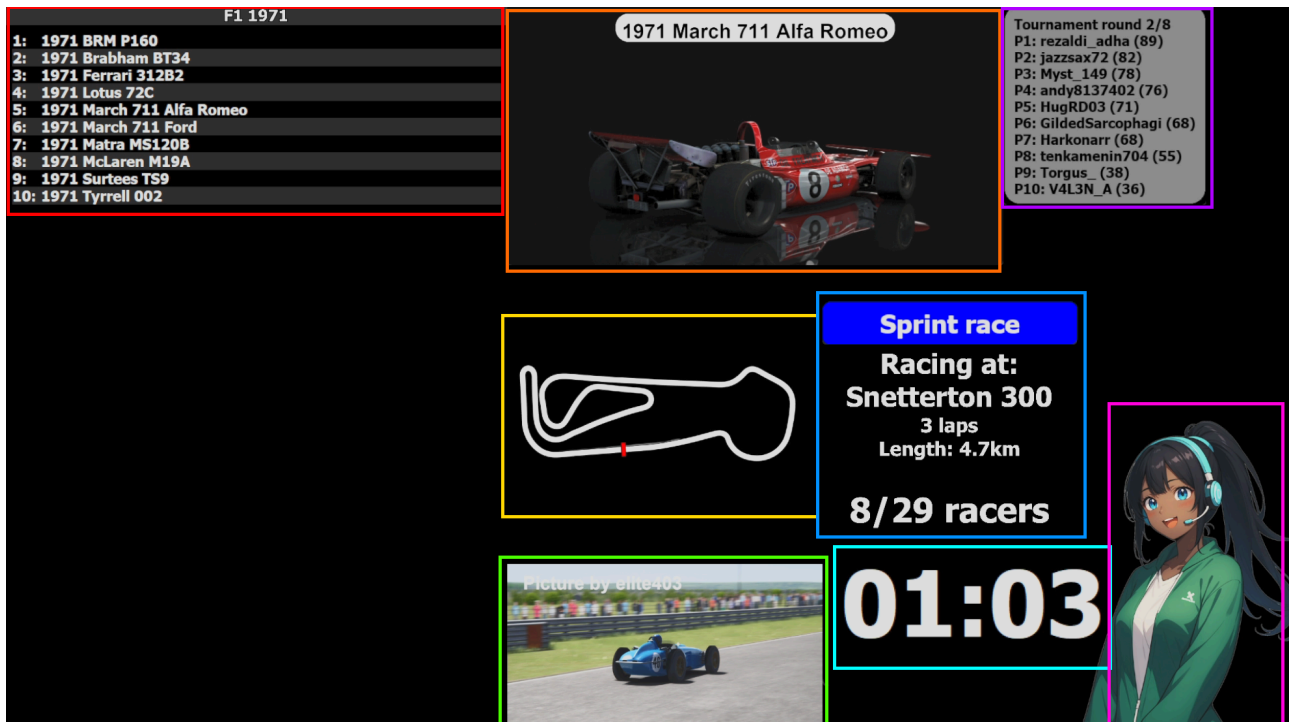 F1 1971
1: 1971 BRM P160
2: 1971 Brabham BT34
3: 1971 Ferrari 312B2
4: 1971 Lotus 72C
5: 1971 March 711 Alfa Romeo
6: 1971 March 711 Ford
7: 1971 Matra MS120B
8: 1971 McLaren M19A
9: 1971 Surtees TS9
10: 1971 Tyrrell 002
1971 March 711 Alfa Romeo
8
8
Tournament round 2/8
P1: rezaldi_adha (89)
P2: jazzsax72 (82)
P3: Myst_149 (78)
P4: andy8137402 (76)
P5: HugRD03 (71)
P6: GildedSarcophagi (68)
P7: Harkonarr (68)
P8: tenkamenin704 (55)
P9: Torgus_ (38)
P10: V4L3N_A (36)
Sprint race
Racing at:
Snetterton 300
3 laps
Length: 4.7km
8/29 racers
Picture by elite403
01:03